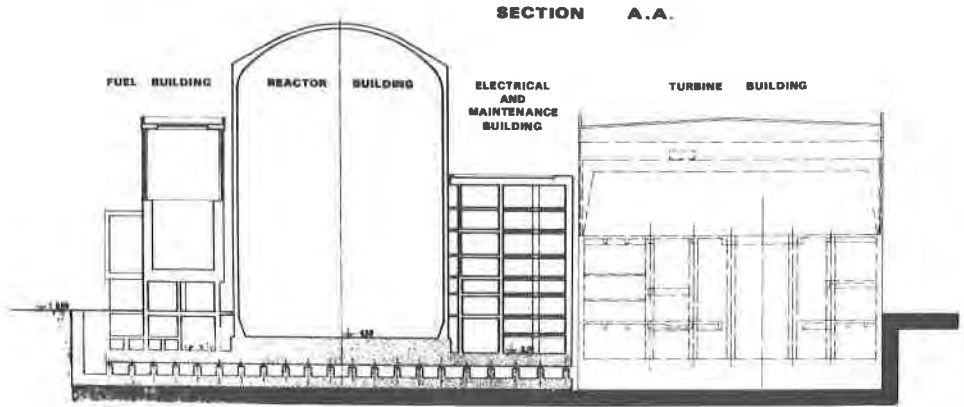 SECTION A.A.
FUEL BUILDING
REACTOR BUILDING
ELECTRICAL
AND
MAINTENANCE
BUILDING
TURBINE BUILDING